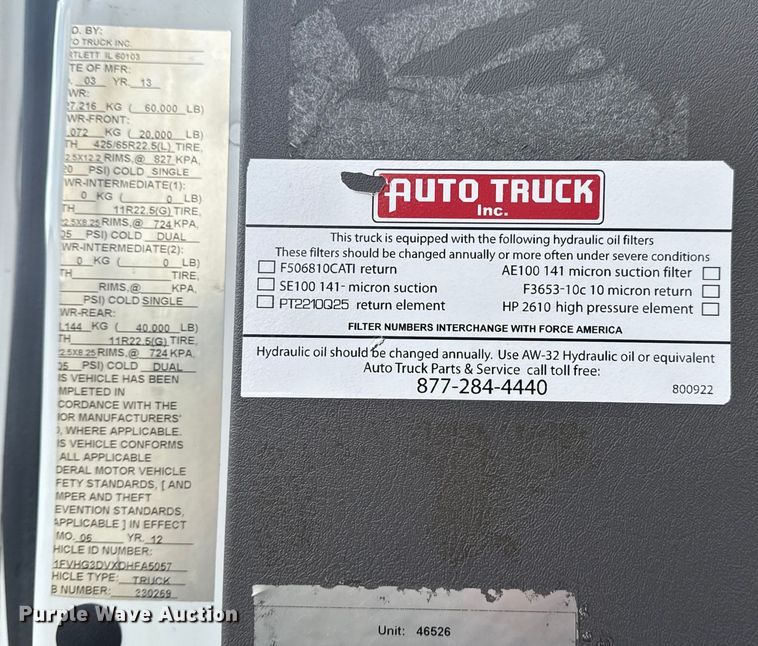 D. BY:
O TRUCK INC.
RTLETT IL 60103
TE OF MFR:
03 YR. 13
WR:
27,216 KG ( 60,000 LB)
WR-FRONT:
,072 KG ( 20,000 LB)
TH 425/65R22.5(L) TIRE,
2.5X12.2 RIMS,@ 827 KPA,
20 PSI) COLD SINGLE
WR-INTERMEDIATE(1):
0 KG ( 0 LB)
TH 11R22.5(G) TIRE,
2.5X8.25 RIMS,@ 724 KPA
05 PSI) COLD DUAL
WR-INTERMEDIATE(2):
0 KG ( 0 LB)
TH TIRE,
RIMS,@ KPA,
PSI) COLD SINGLE
WR-REAR:
,144 KG ( 40,000 LB)
TH 11R22.5(G) TIRE,
2.5X8.25 RIMS,@ 724 KPA.
05 PSI) COLD DUAL
IS VEHICLE HAS BEEN
MPLETED IN
CORDANCE WITH THE
IOR MANUFACTURERS'
, WHERE APPLICABLE.
IS VEHICLE CONFORMS
ALL APPLICABLE
DERAL MOTOR VEHICLE
FETY STANDARDS, [ AND
MPER AND THEFT
EVENTION STANDARDS,
APPLICABLE ] IN EFFECT
MO. 06 YR. 12
HICLE ID NUMBER:
1FVHG3DVXDHFA5057
HICLE TYPE: TRUCK
B NUMBER: 230269
AUTO TRUCK
Inc.
This truck is equipped with the following hydraulic oil filters
These filters should be changed annually or more often under severe conditions
F506810CATI return AE100 141 micron suction filter
SE100 141- micron suction F3653-10c 10 micron return
PT2210Q25 return element HP 2610 high pressure element
FILTER NUMBERS INTERCHANGE WITH FORCE AMERICA
Hydraulic oil should be changed annually. Use AW-32 Hydraulic oil or equivalent
Auto Truck Parts & Service call toll free:
877-284-4440 800922
Unit: 46526
Purple Wave Auction